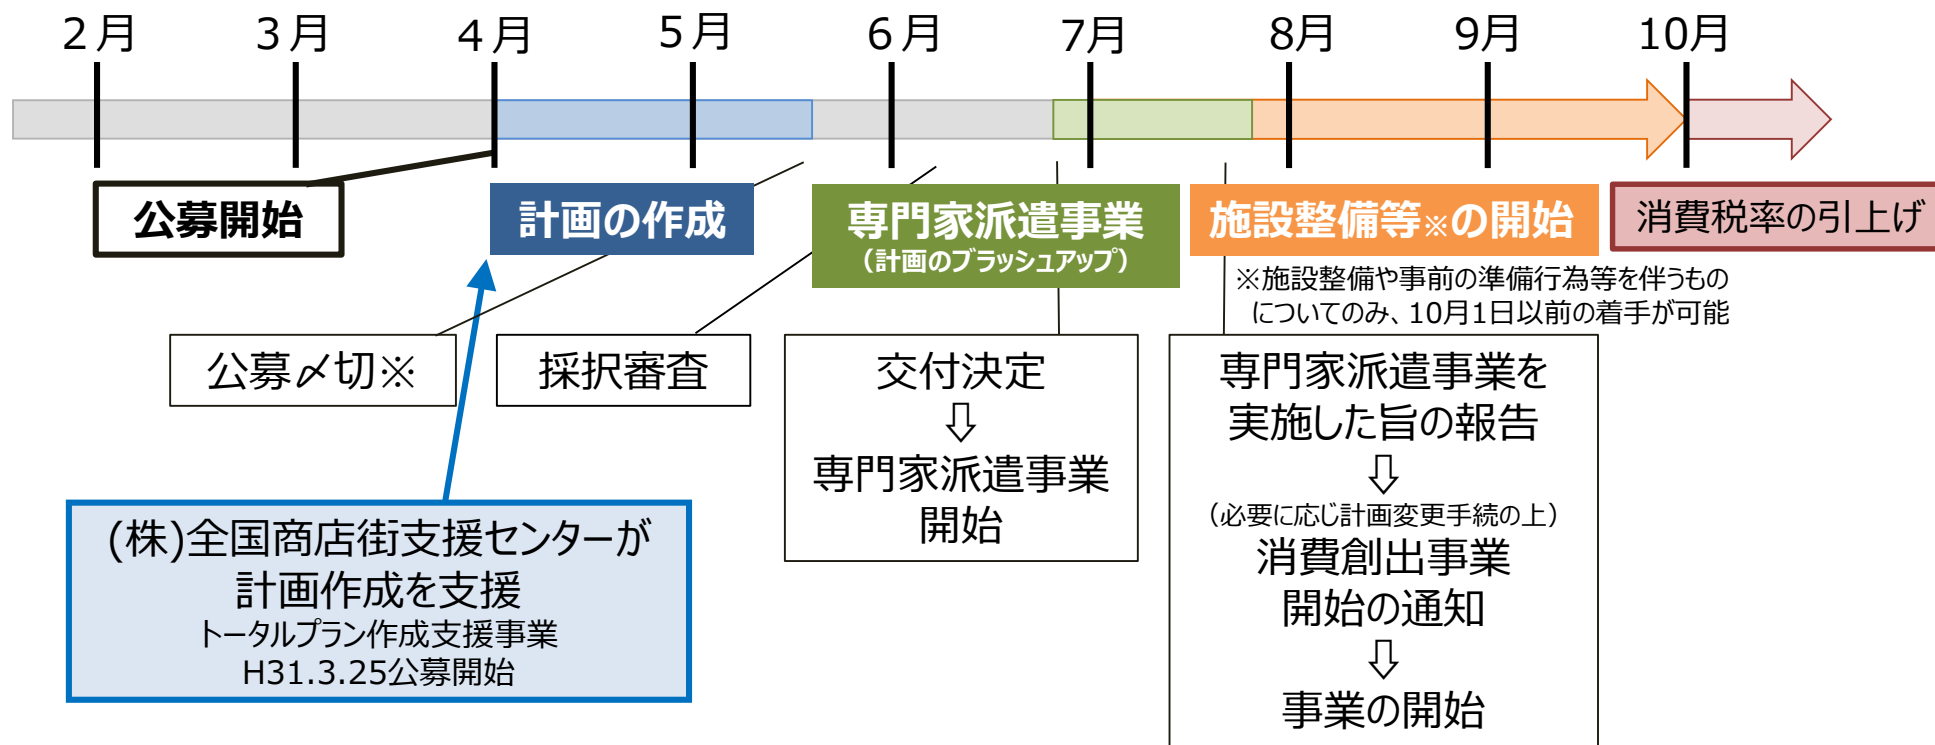 2月 3月 4月 5月 6月 7月 8月 9月 10月
公募開始
計画の作成
専門家派遣事業
（計画のブラッシュアップ）
施設整備等※の開始
消費税率の引上げ
※施設整備や事前の準備行為等を伴うもの
についてのみ、10月1日以前の着手が可能
公募〆切※
採択審査
交付決定
⇩
専門家派遣事業
開始
専門家派遣事業を
実施した旨の報告
⇩
（必要に応じ計画変更手続の上）
消費創出事業
開始の通知
⇩
事業の開始
(株)全国商店街支援センターが
計画作成を支援
トータルプラン作成支援事業
H31.3.25公募開始